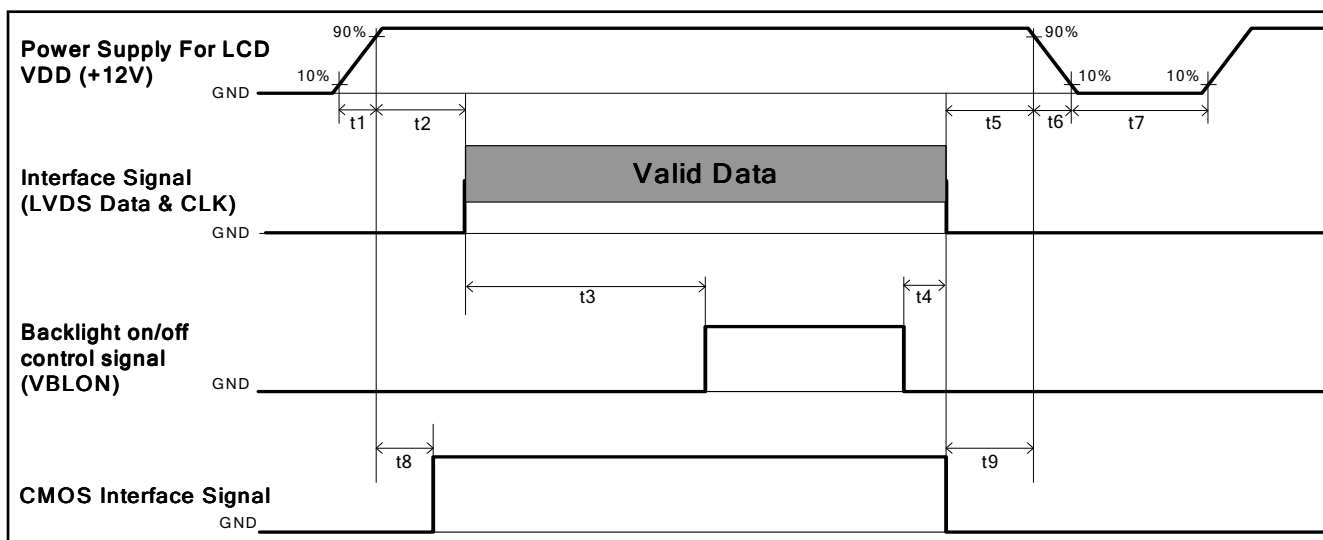 Power Supply For LCD
VDD (+12V)
90%
10%
GND
90%
10%
10%
t1
t2
t5
t6
t7
Interface Signal
(LVDS Data & CLK)
Valid Data
GND
t3
t4
Backlight on/off
control signal
(VBLON)
GND
t8
t9
CMOS Interface Signal
GND